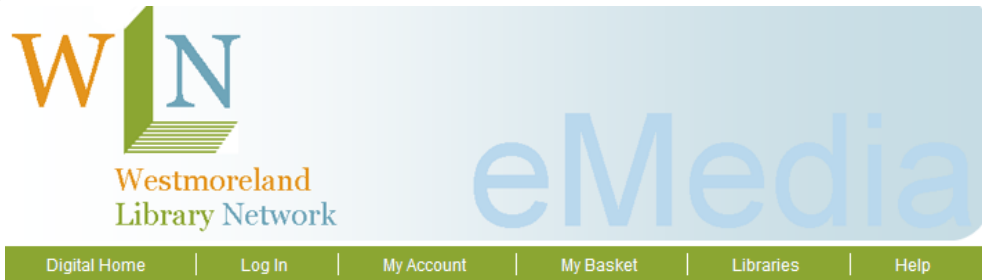 WLN
Westmoreland
Library Network
eMedia
Digital Home | Log In | My Account | My Basket | Libraries | Help